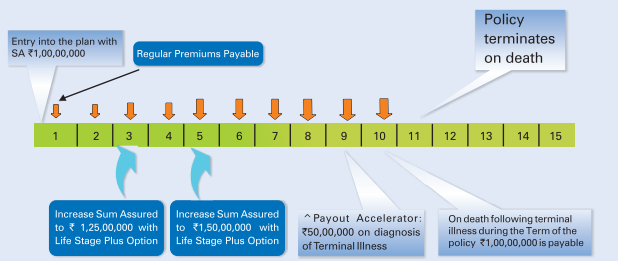 Entry into the plan with
SA ₹1,00,00,000
Regular Premiums Payable
Policy
terminates
on death
1 2 3 4 5 6 7 8 9 10 11 12 13 14 15
Increase Sum Assured
to ₹ 1,25,00,000 with
Life Stage Plus Option
Increase Sum Assured
to ₹1,50,00,000 with
Life Stage Plus Option
^Payout Accelerator:
₹50,00,000 on diagnosis
of Terminal Illness
On death following terminal
illness during the Term of the
policy ₹1,00,00,000 is payable